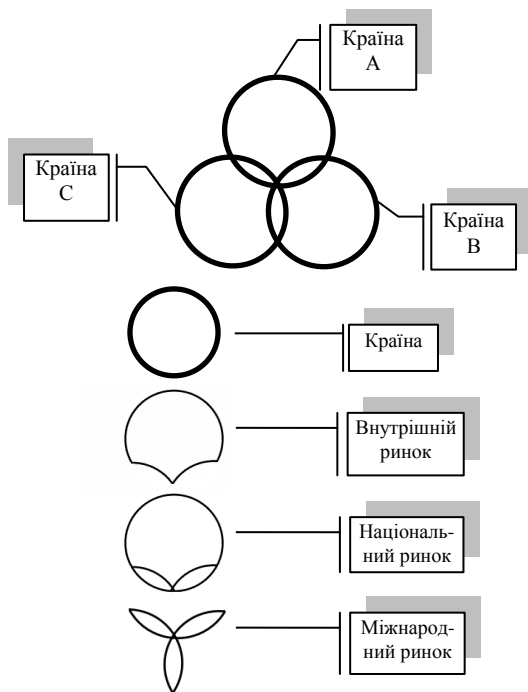 Країна
А
Країна
С
Країна
В
Країна
Внутрішній
ринок
Національ-
ний ринок
Міжнарод-
ний ринок